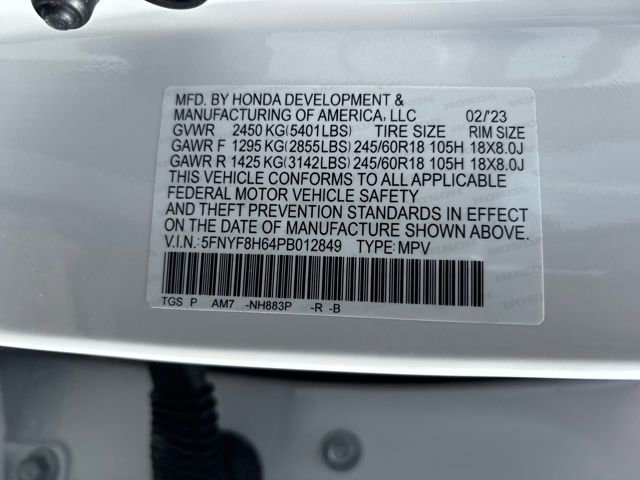 MFD. BY HONDA DEVELOPMENT &
MANUFACTURING OF AMERICA, LLC 02/'23
GVWR 2450 KG(5401LBS) TIRE SIZE RIM SIZE
GAWR F 1295 KG(2855LBS) 245/60R18 105H 18X8.0J
GAWR R 1425 KG(3142LBS) 245/60R18 105H 18X8.0J
THIS VEHICLE CONFORMS TO ALL APPLICABLE
FEDERAL MOTOR VEHICLE SAFETY
AND THEFT PREVENTION STANDARDS IN EFFECT
ON THE DATE OF MANUFACTURE SHOWN ABOVE.
V.I.N.: 5FNYF8H64PB012849 TYPE: MPV
TGS P AM7 -NH883P -R -B